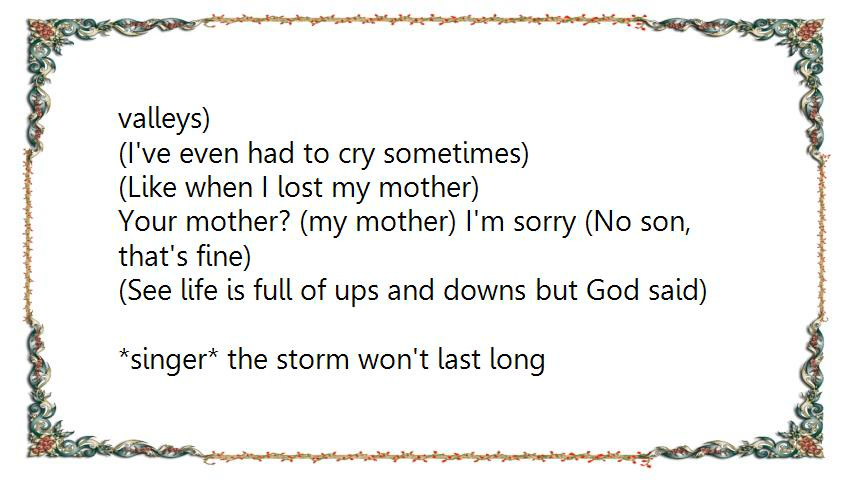 valleys)
(I've even had to cry sometimes)
(Like when I lost my mother)
Your mother? (my mother) I'm sorry (No son,
that's fine)
(See life is full of ups and downs but God said)
*singer* the storm won't last long